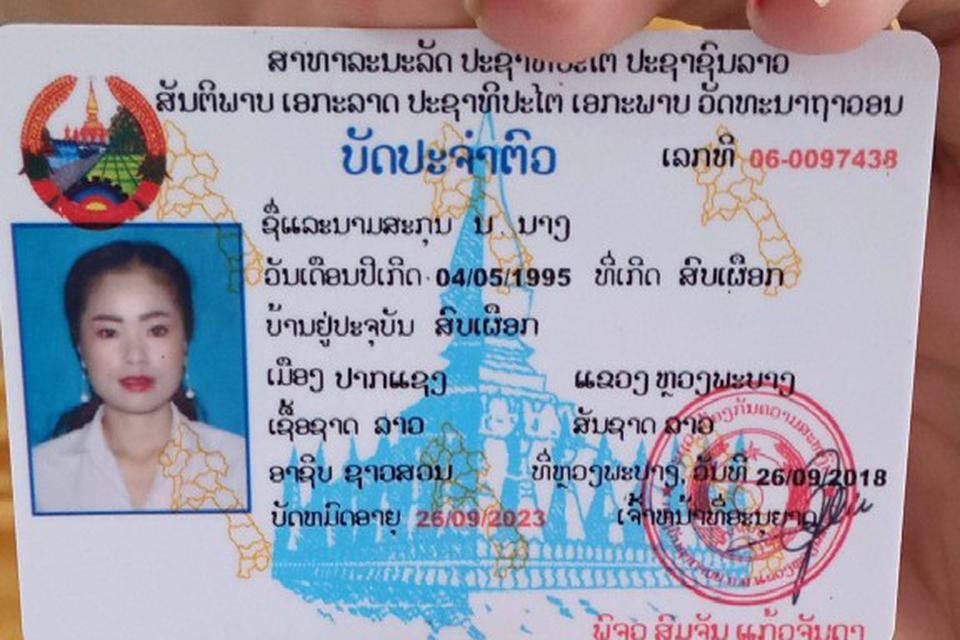 ສາທາລະນະລັດ ປະຊາທິປະໄຕ ປະຊາຊົນລາວ
ສັນຕິພາບ ເອກະລາດ ປະຊາທິປະໄຕ ເອກະພາບ ວັດທະນາຖາວອນ
ບັດປະຈຳຕົວ ເລກທີ 06-0097438
ຊື່ແລະນາມສະກຸນ ນ. ນາງ
ວັນເດືອນປີເກີດ 04/05/1995 ທີ່ເກີດ ສົບເຜືອກ
ບ້ານຢູ່ປະຈຸບັນ ສົບເຜືອກ
ເມືອງ ປາກແຊງ ແຂວງ ຫຼວງພະບາງ
ເຊື້ອຊາດ ລາວ ສັນຊາດ ລາວ
ອາຊີບ ຊາວສວນ ທີ່ຫຼວງພະບາງ, ວັນທີ 26/09/2018
ບັດຫມົດອາຍຸ 26/09/2023 ເຈົ້າຫນ້າທີ່ອະນຸຍາດ
ພົຈວ ສົມຈັນ ແກ້ວຈັນດາ